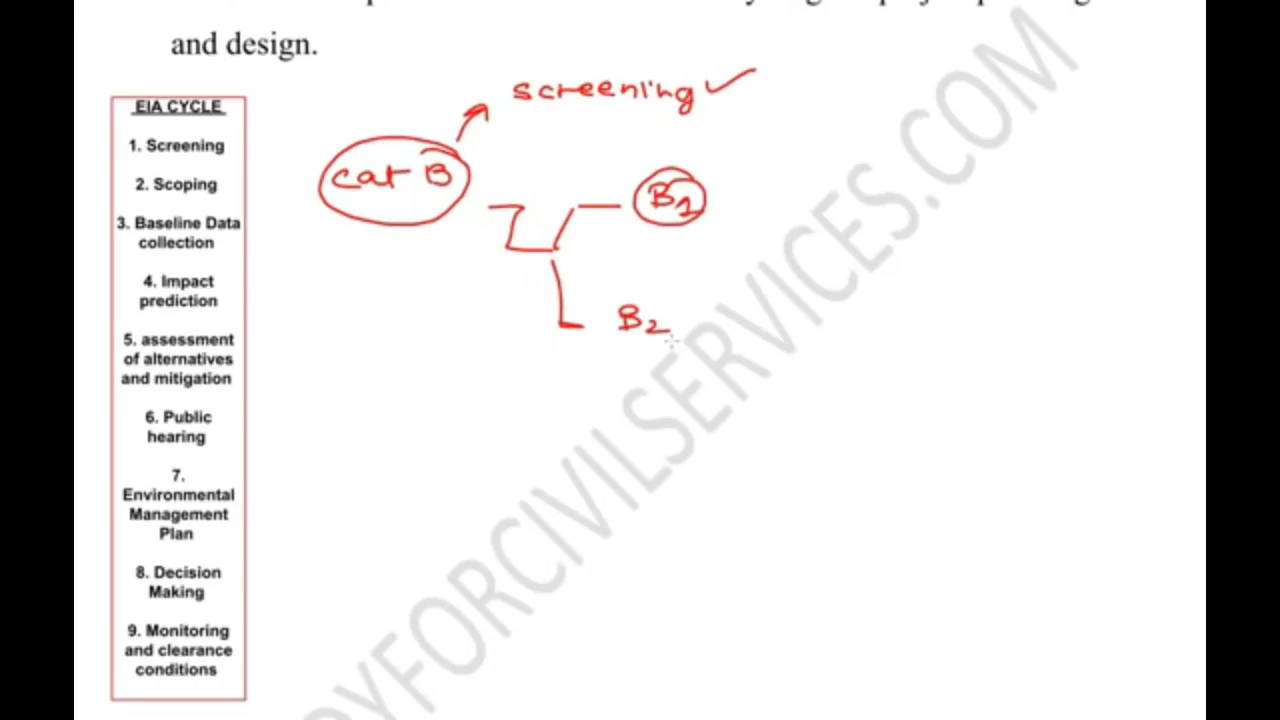 and design.
EIA CYCLE
1. Screening
2. Scoping
3. Baseline Data
collection
4. Impact
prediction
5. assessment
of alternatives
and mitigation
6. Public
hearing
7.
Environmental
Management
Plan
8. Decision
Making
9. Monitoring
and clearance
conditions
screening
cat B
B1
B2
YFORCIVILSERVICES.COM